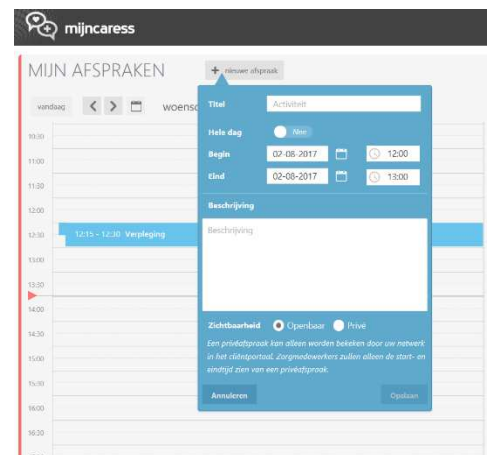 mijncaress
MIJN AFSPRAKEN
+ nieuwe afspraak
vandaag
woensd
Titel
Activiteit
Hele dag
Nee
Begin
02-08-2017
12:00
Eind
02-08-2017
13:00
Beschrijving
Beschrijving
Zichtbaarheid
Openbaar
Privé
Een privéafspraak kan alleen worden bekeken door uw netwerk
in het cliëntportaal. Zorgmedewerkers zullen alleen de start- en
eindtijd zien van een privéafspraak.
Annuleren
Opslaan
10:30
11:00
11:30
12:00
12:30
12:15 - 12:30 Verpleging
13:00
13:30
14:00
14:30
15:00
15:30
16:00
16:30